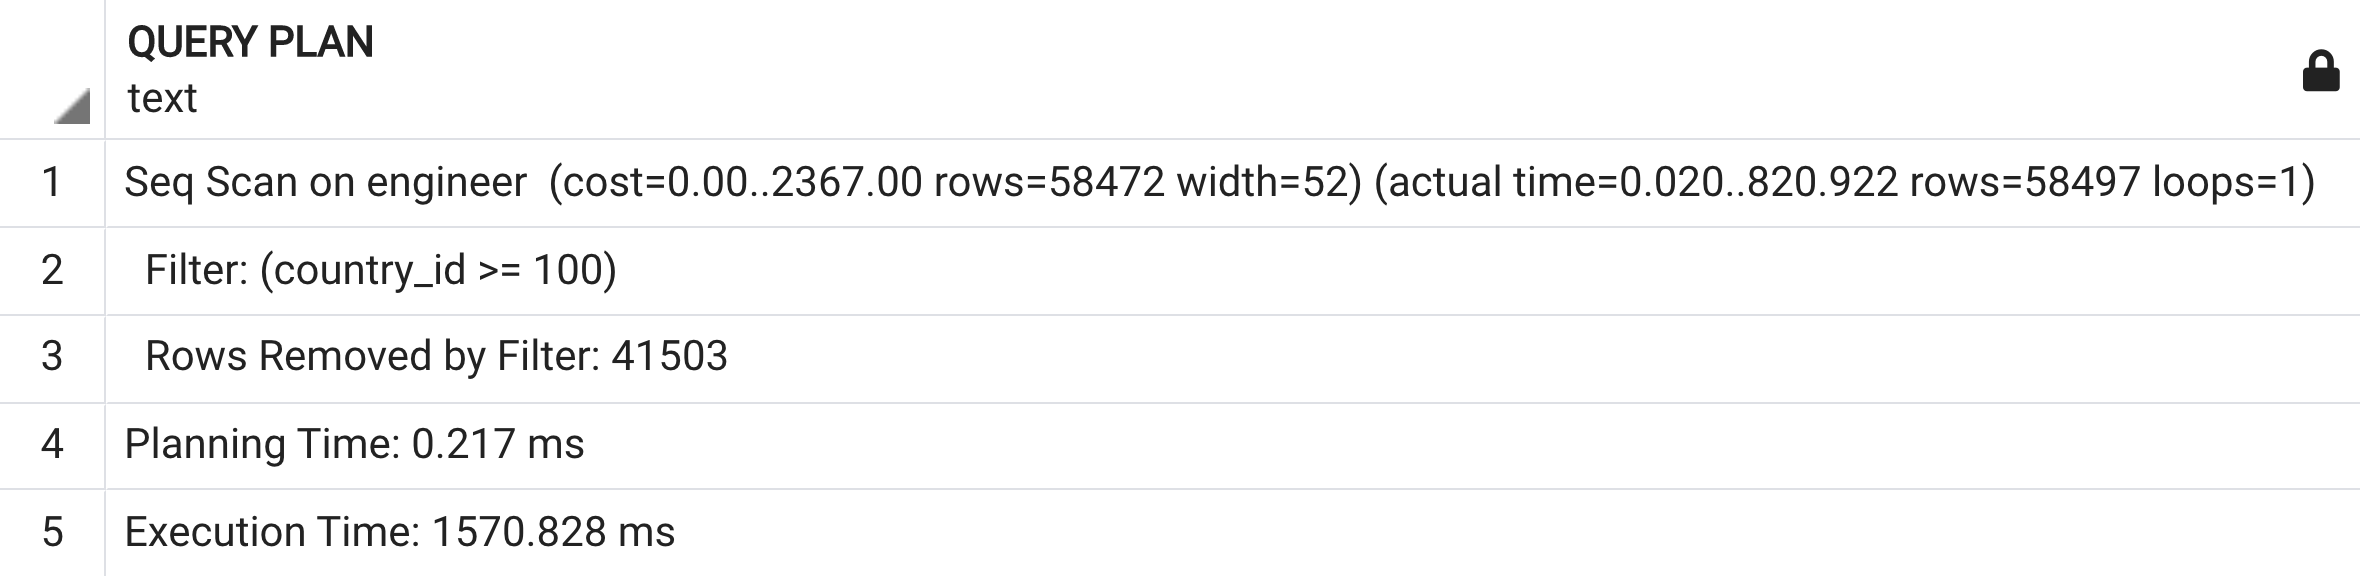 QUERY PLAN
text
1 Seq Scan on engineer  (cost=0.00..2367.00 rows=58472 width=52) (actual time=0.020..820.922 rows=58497 loops=1)
2 Filter: (country_id >= 100)
3 Rows Removed by Filter: 41503
4 Planning Time: 0.217 ms
5 Execution Time: 1570.828 ms